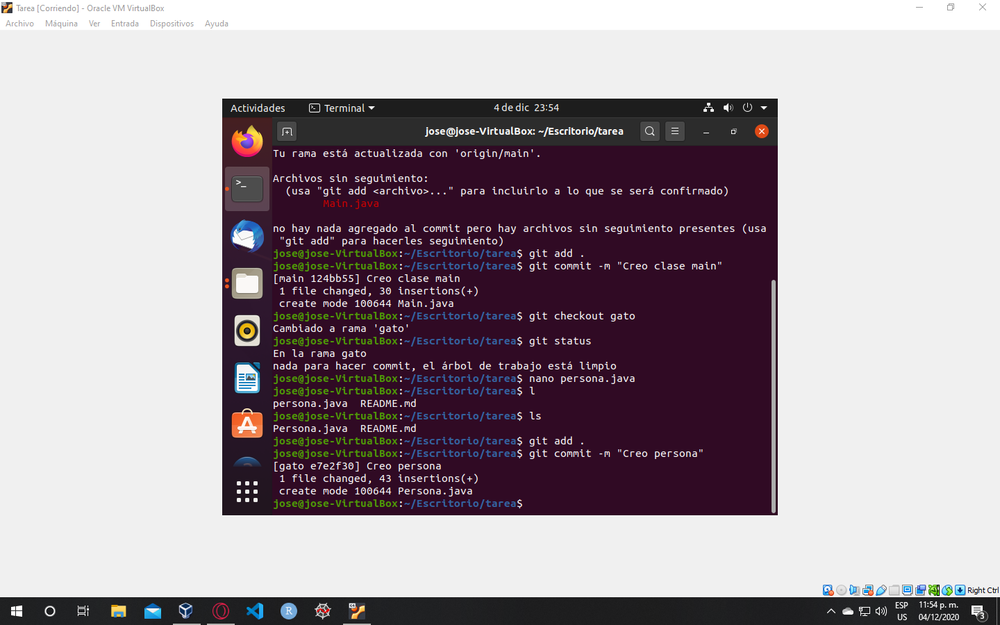 Tarea [Corriendo] - Oracle VM VirtualBox
Archivo Máquina Ver Entrada Dispositivos Ayuda
Actividades Terminal 4 de dic 23:54
jose@jose-VirtualBox: ~/Escritorio/tarea
Tu rama está actualizada con 'origin/main'.
Archivos sin seguimiento:
(usa "git add <archivo>..." para incluirlo a lo que se será confirmado)
Main.java
no hay nada agregado al commit pero hay archivos sin seguimiento presentes (usa
"git add" para hacerles seguimiento)
jose@jose-VirtualBox:~/Escritorio/tarea$ git add .
jose@jose-VirtualBox:~/Escritorio/tarea$ git commit -m "Creo clase main"
[main 124bb55] Creo clase main
1 file changed, 30 insertions(+)
create mode 100644 Main.java
jose@jose-VirtualBox:~/Escritorio/tarea$ git checkout gato
Cambiado a rama 'gato'
jose@jose-VirtualBox:~/Escritorio/tarea$ git status
En la rama gato
nada para hacer commit, el árbol de trabajo está limpio
jose@jose-VirtualBox:~/Escritorio/tarea$ nano persona.java
jose@jose-VirtualBox:~/Escritorio/tarea$ l
persona.java README.md
jose@jose-VirtualBox:~/Escritorio/tarea$ ls
Persona.java README.md
jose@jose-VirtualBox:~/Escritorio/tarea$ git add .
jose@jose-VirtualBox:~/Escritorio/tarea$ git commit -m "Creo persona"
[gato e7e2f30] Creo persona
1 file changed, 43 insertions(+)
create mode 100644 Persona.java
jose@jose-VirtualBox:~/Escritorio/tarea$
Right Ctrl
ESP 11:54 p. m.
US 04/12/2020 3